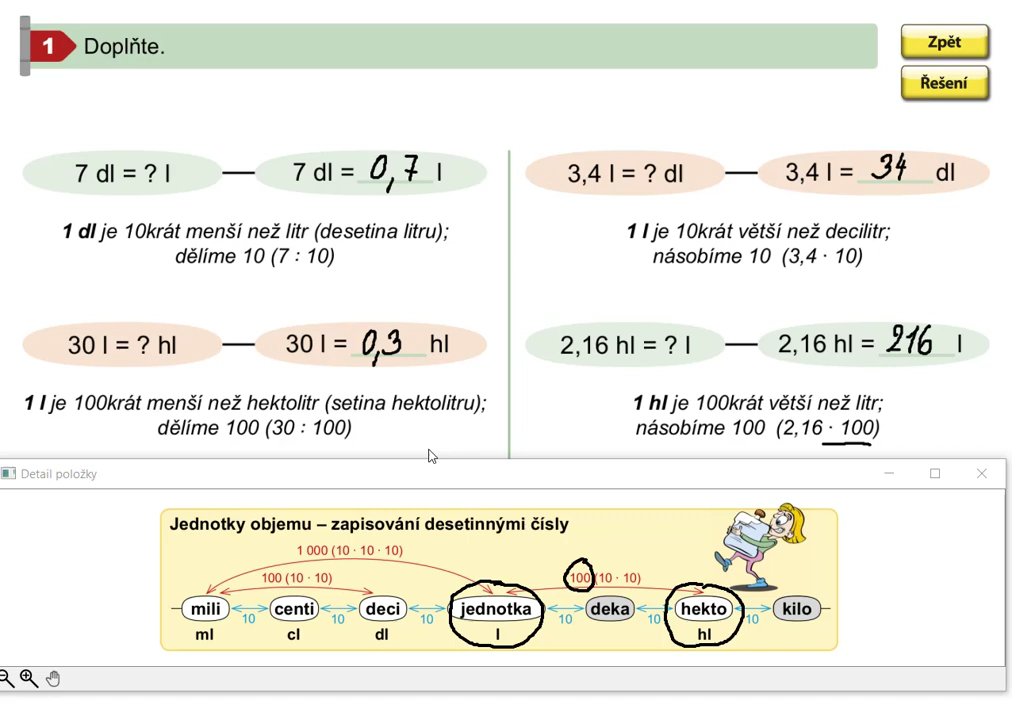 1 Doplňte.
Zpět
Řešení
7 dl = ? l
7 dl = 0,7 l
1 dl je 10krát menší než litr (desetina litru);
dělíme 10 (7 : 10)
3,4 l = ? dl
3,4 l = 34 dl
1 l je 10krát větší než decilitr;
násobíme 10 (3,4 · 10)
30 l = ? hl
30 l = 0,3 hl
1 l je 100krát menší než hektolitr (setina hektolitru);
dělíme 100 (30 : 100)
2,16 hl = ? l
2,16 hl = 216 l
1 hl je 100krát větší než litr;
násobíme 100 (2,16 · 100)
Detail položky
Jednotky objemu – zapisování desetinnými čísly
1 000 (10 · 10 · 10)
100 (10 · 10)
100 (10 · 10)
mili centi deci jednotka deka hekto kilo
10 10 10 10 10 10
ml cl dl l hl